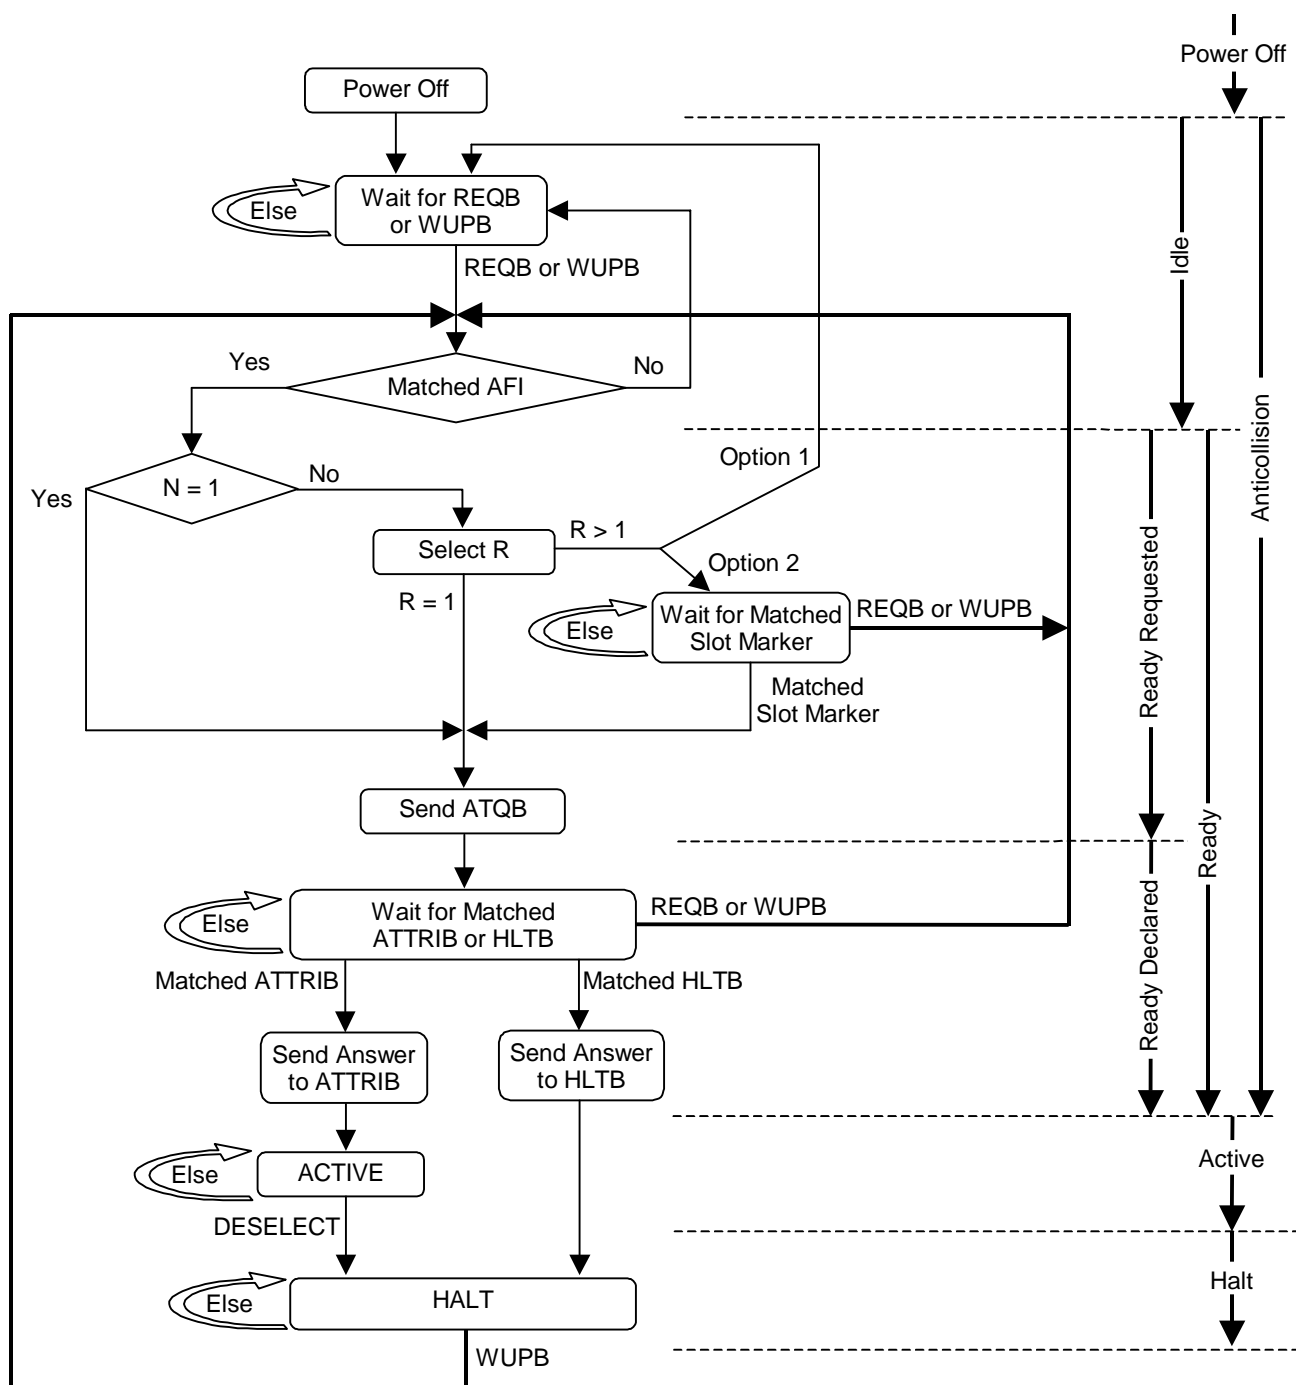 Power Off
Power Off
Wait for REQB
or WUPB
Else
REQB or WUPB
Idle
Yes
No
Matched AFI
Anticollision
Option 1
Yes
N = 1
No
Select R
R > 1
Option 2
R = 1
Wait for Matched
Slot Marker
Else
REQB or WUPB
Matched
Slot Marker
Ready Requested
Send ATQB
Ready
Wait for Matched
ATTRIB or HLTB
Else
REQB or WUPB
Matched ATTRIB
Matched HLTB
Ready Declared
Send Answer
to ATTRIB
Send Answer
to HLTB
Else
ACTIVE
Active
DESELECT
Else
HALT
Halt
WUPB